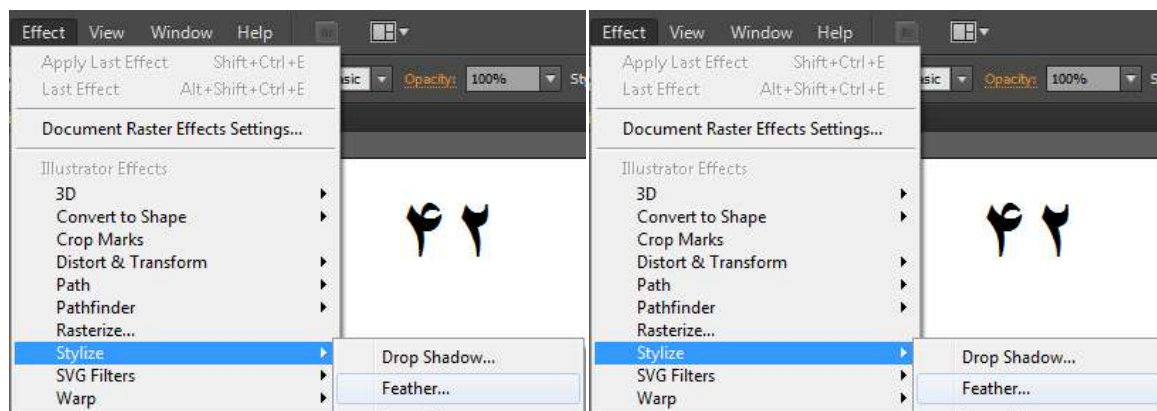 Effect View Window Help
Apply Last Effect Shift+Ctrl+E
Last Effect Alt+Shift+Ctrl+E
Opacity: 100%
Document Raster Effects Settings...
Illustrator Effects
3D
Convert to Shape
Crop Marks
Distort & Transform
Path
Pathfinder
Rasterize...
Stylize
SVG Filters
Warp
Drop Shadow...
Feather...
۴ ۲
Effect View Window Help
Apply Last Effect Shift+Ctrl+E
Last Effect Alt+Shift+Ctrl+E
Opacity: 100%
Document Raster Effects Settings...
Illustrator Effects
3D
Convert to Shape
Crop Marks
Distort & Transform
Path
Pathfinder
Rasterize...
Stylize
SVG Filters
Warp
Drop Shadow...
Feather...
۴ ۲